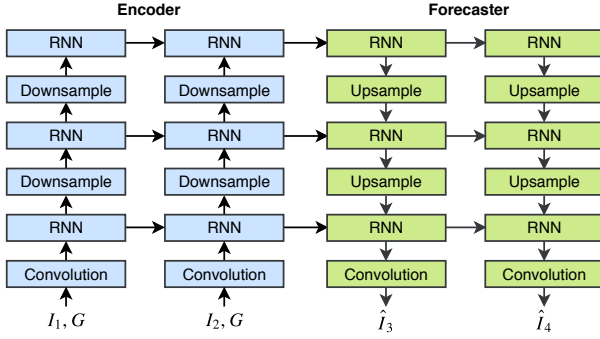 Encoder Forecaster
RNN RNN RNN RNN
Downsample Downsample Upsample Upsample
RNN RNN RNN RNN
Downsample Downsample Upsample Upsample
RNN RNN RNN RNN
Convolution Convolution Convolution Convolution
I₁, G I₂, G Î₃ Î₄